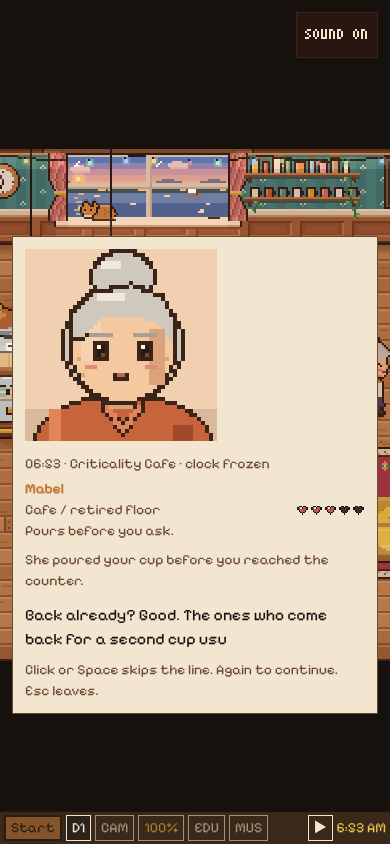 SOUND ON
06:53 · Criticality Cafe · clock frozen
Mabel
Cafe / retired floor
Pours before you ask.
She poured your cup before you reached the
counter.
Back already? Good. The ones who come
back for a second cup usu
Click or Space skips the line. Again to continue.
Esc leaves.
Start D1 CAM 100% EDU MUS 6:53 AM